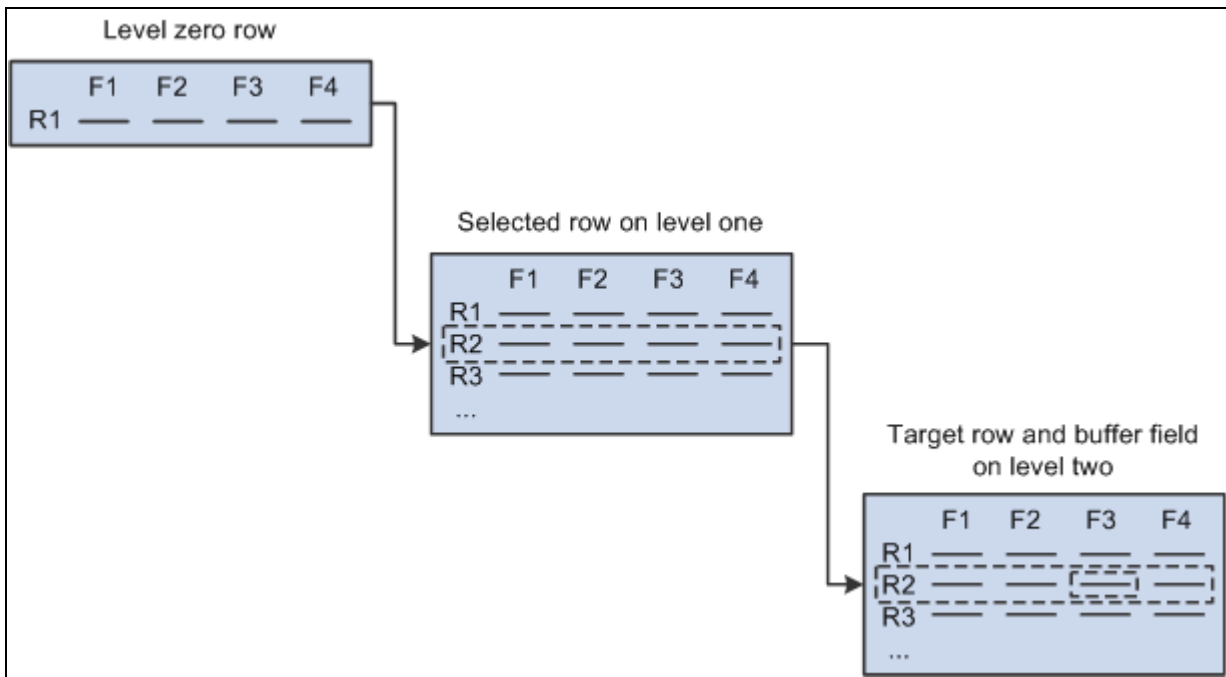 Level zero row
F1 F2 F3 F4
R1
Selected row on level one
F1 F2 F3 F4
R1
R2
R3
...
Target row and buffer field
on level two
F1 F2 F3 F4
R1
R2
R3
...